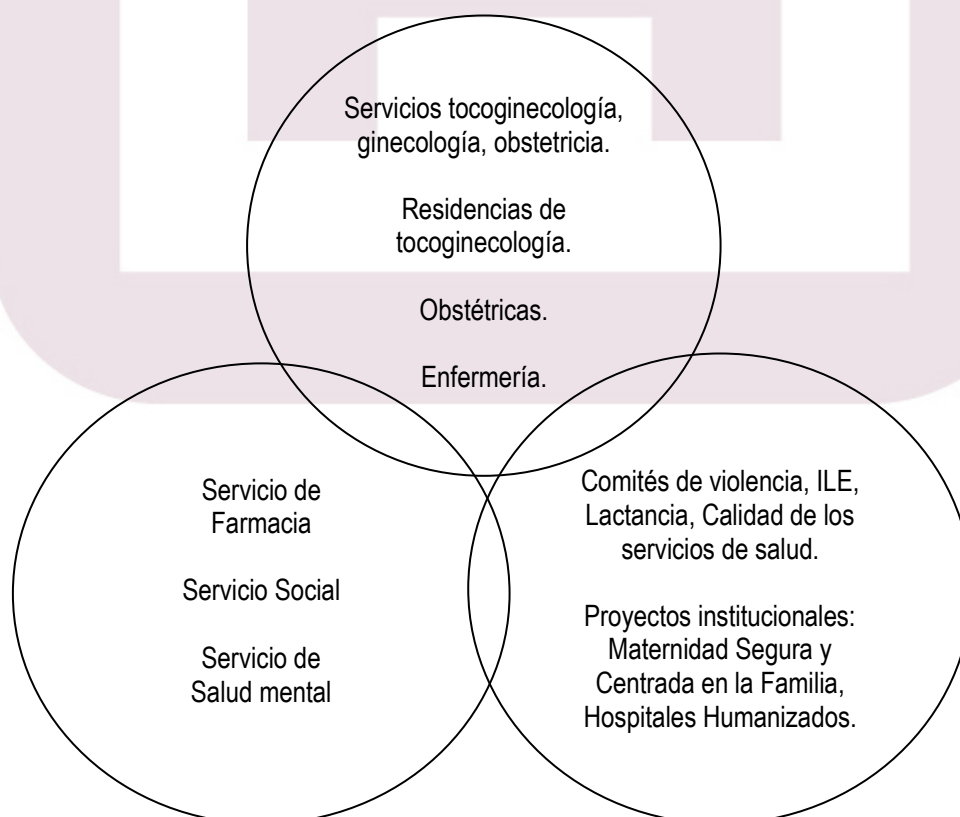 Servicios tocoginecología,
ginecología, obstetricia.
Residencias de
tocoginecología.
Obstétricas.
Enfermería.
Servicio de
Farmacia
Servicio Social
Servicio de
Salud mental
Comités de violencia, ILE,
Lactancia, Calidad de los
servicios de salud.
Proyectos institucionales:
Maternidad Segura y
Centrada en la Familia,
Hospitales Humanizados.